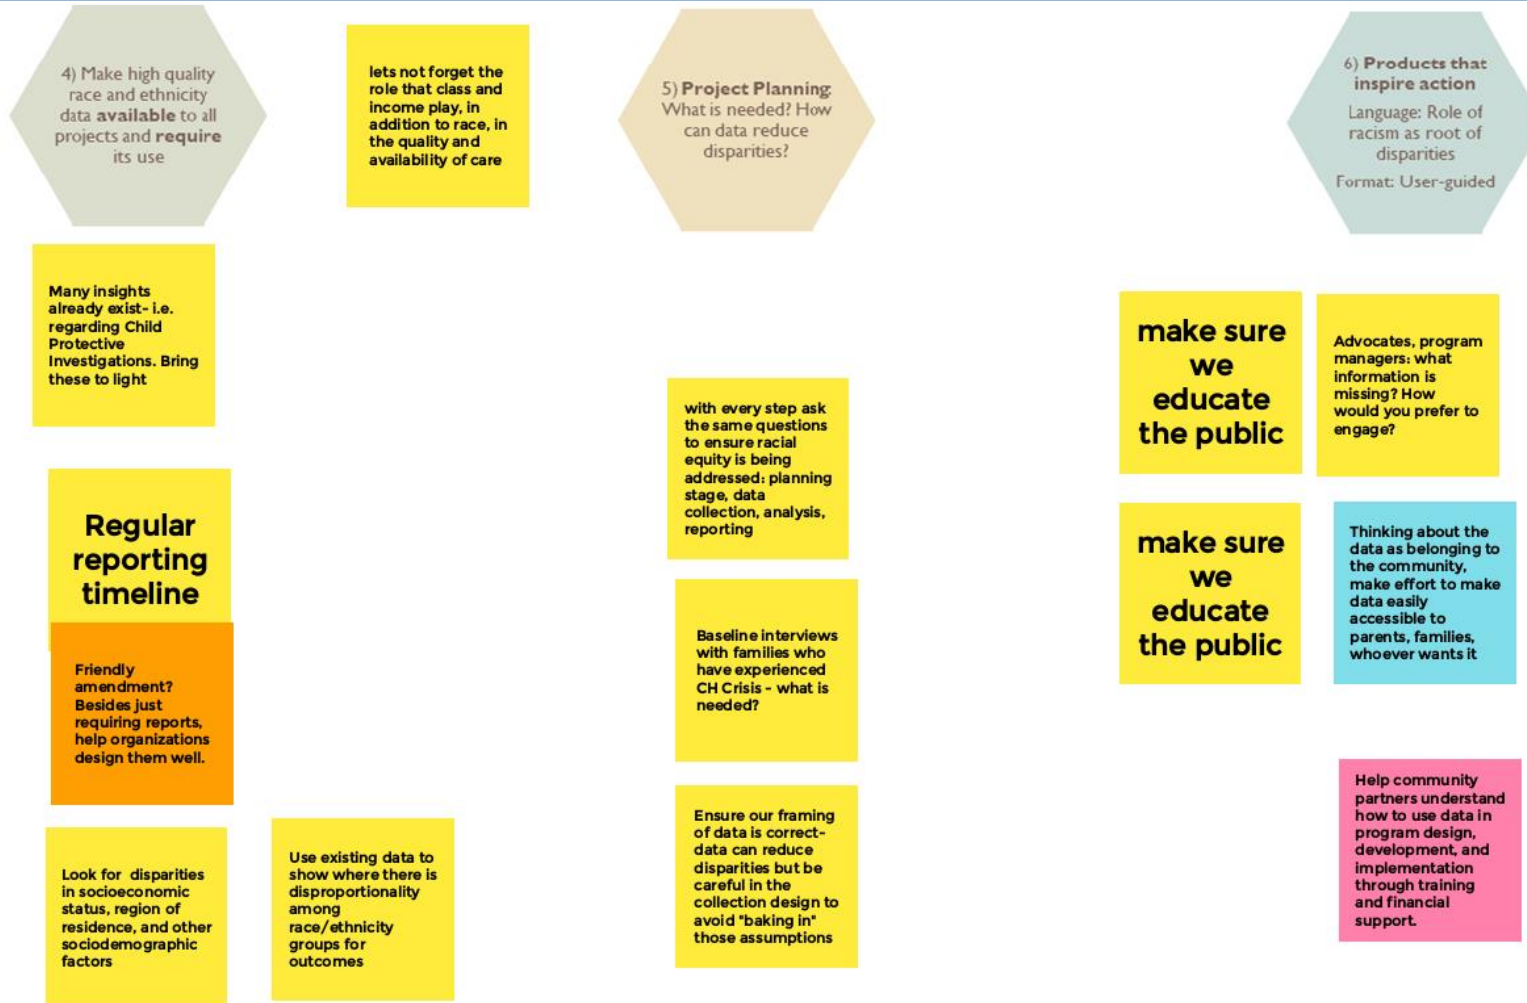 4) Make high quality
race and ethnicity
data available to all
projects and require
its use
lets not forget the
role that class and
income play, in
addition to race, in
the quality and
availability of care
Many insights
already exist- i.e.
regarding Child
Protective
Investigations. Bring
these to light
Regular
reporting
timeline
Friendly
amendment?
Besides just
requiring reports,
help organizations
design them well.
Look for disparities
in socioeconomic
status, region of
residence, and other
sociodemographic
factors
Use existing data to
show where there is
disproportionality
among
race/ethnicity
groups for
outcomes
5) Project Planning:
What is needed? How
can data reduce
disparities?
with every step ask
the same questions
to ensure racial
equity is being
addressed: planning
stage, data
collection, analysis,
reporting
Baseline interviews
with families who
have experienced
CH Crisis - what is
needed?
Ensure our framing
of data is correct-
data can reduce
disparities but be
careful in the
collection design to
avoid "baking in"
those assumptions
6) Products that
inspire action
Language: Role of
racism as root of
disparities
Format: User-guided
make sure
we
educate
the public
Advocates, program
managers: what
information is
missing? How
would you prefer to
engage?
make sure
we
educate
the public
Thinking about the
data as belonging to
the community,
make effort to make
data easily
accessible to
parents, families,
whoever wants it
Help community
partners understand
how to use data in
program design,
development, and
implementation
through training
and financial
support.